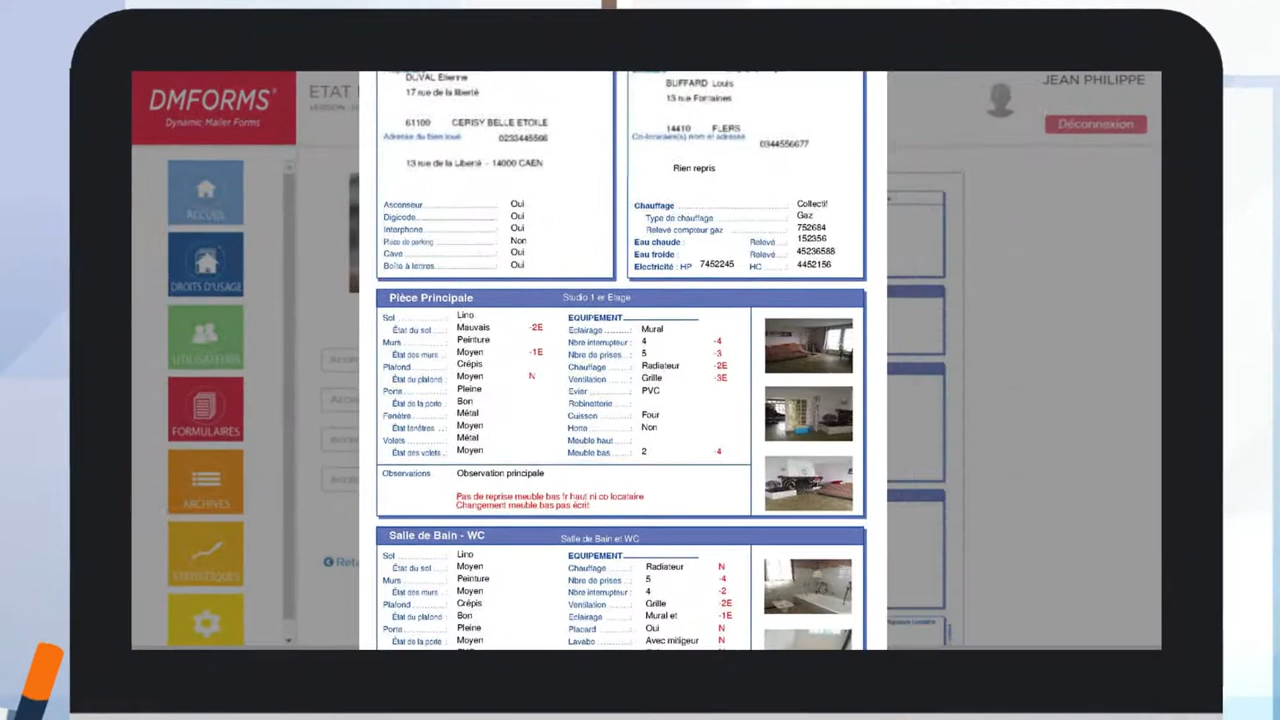 DMFORMS®
Dynamic Mailer Forms
ETAT
JEAN PHILIPPE
Déconnexion
ACCUEIL
DROITS D'USAGE
UTILISATEURS
FORMULAIRES
ARCHIVES
STATISTIQUES
DUVAL Etienne
17 rue de la liberté
61100 CERISY BELLE ETOILE
Adresse du bien loué 0233445566
13 rue de la Liberté - 14000 CAEN
Ascenseur Oui
Digicode Oui
Interphone Oui
Place de parking Non
Cave Oui
Boîte à lettres Oui
BUFFARD Louis
13 rue Fontaines
14410 FLERS
Co-locataire(s) nom et adresse
0344556677
Rien repris
Chauffage Collectif
Type de chauffage Gaz
Relevé compteur gaz 752684
Eau chaude : Relevé 152356
Eau froide : Relevé 45236588
Electricité : HP 7452245 HC 4452156
Pièce Principale Studio 1 er Etage
Sol Lino
État du sol Mauvais -2E
Murs Peinture
État des murs Moyen -1E
Plafond Crépis
État du plafond Moyen N
Porte Pleine
État de la porte Bon
Fenêtre Métal
État fenêtres Moyen
Volets Métal
État des volets Moyen
EQUIPEMENT
Eclairage Mural
Nbre interrupteur 4 -4
Nbre de prises 5 -3
Chauffage Radiateur -2E
Ventilation Grille -3E
Evier PVC
Robinetterie
Cuisson Four
Hotte Non
Meuble haut
Meuble bas 2 -4
Observations Observation principale
Pas de reprise meuble bas fr haut ni co locataire
Changement meuble bas pas écrit
Salle de Bain - WC Salle de Bain et WC
Sol Lino
État du sol Moyen
Murs Peinture
État des murs Moyen
Plafond Crépis
État du plafond Bon
Porte Pleine
État de la porte Moyen
EQUIPEMENT
Chauffage Radiateur N
Nbre de prises 5 -4
Nbre interrupteur 4 -2
Ventilation Grille -2E
Eclairage Mural et -1E
Placard Oui N
Lavabo Avec mitigeur N
Signature Locataire